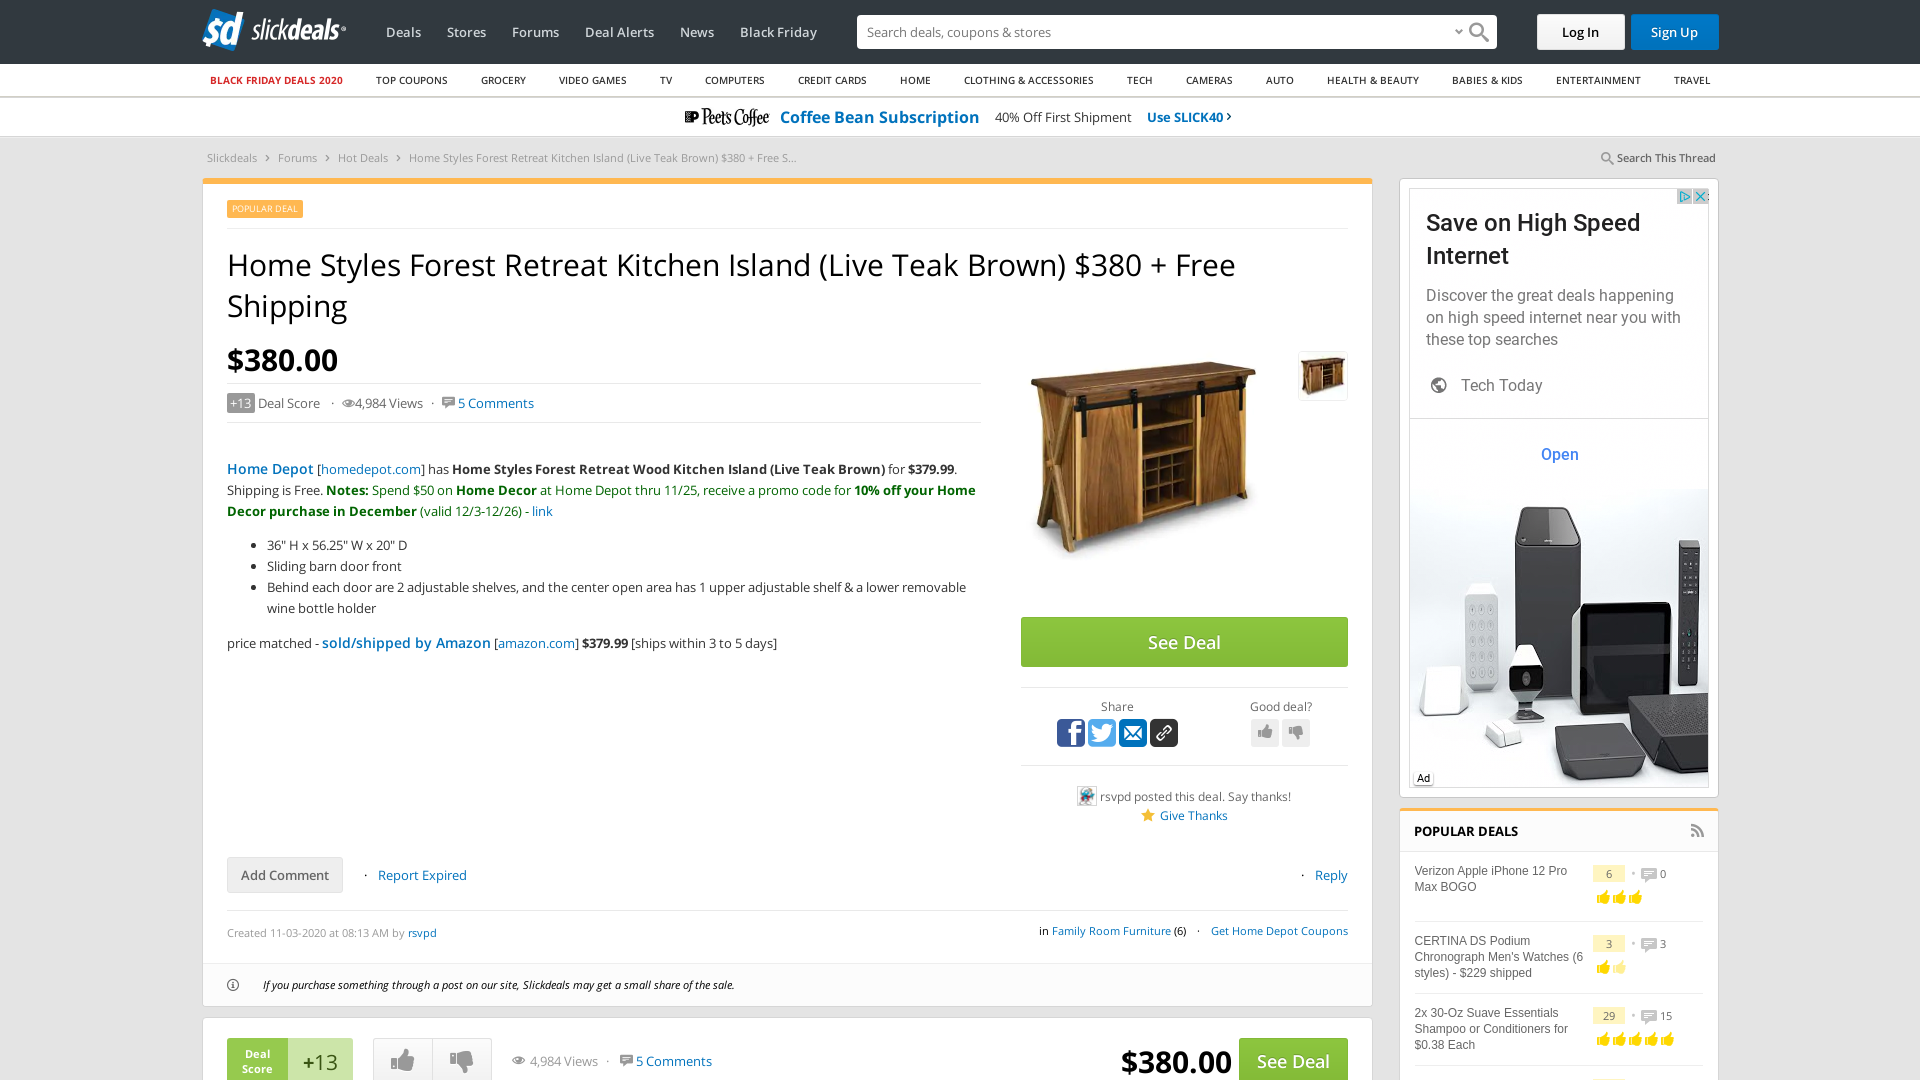 sd slickdeals
Deals Stores Forums Deal Alerts News Black Friday
Search deals, coupons & stores
Log In Sign Up
BLACK FRIDAY DEALS 2020 TOP COUPONS GROCERY VIDEO GAMES TV COMPUTERS CREDIT CARDS HOME CLOTHING & ACCESSORIES TECH CAMERAS AUTO HEALTH & BEAUTY BABIES & KIDS ENTERTAINMENT TRAVEL
Peet's Coffee Coffee Bean Subscription 40% Off First Shipment Use SLICK40 ›
Slickdeals › Forums › Hot Deals › Home Styles Forest Retreat Kitchen Island (Live Teak Brown) $380 + Free S...
Search This Thread
POPULAR DEAL
Home Styles Forest Retreat Kitchen Island (Live Teak Brown) $380 + Free
Shipping
$380.00
+13 Deal Score · 4,984 Views · 5 Comments
Home Depot [homedepot.com] has Home Styles Forest Retreat Wood Kitchen Island (Live Teak Brown) for $379.99.
Shipping is Free. Notes: Spend $50 on Home Decor at Home Depot thru 11/25, receive a promo code for 10% off your Home
Decor purchase in December (valid 12/3-12/26) - link
• 36" H x 56.25" W x 20" D
• Sliding barn door front
• Behind each door are 2 adjustable shelves, and the center open area has 1 upper adjustable shelf & a lower removable
wine bottle holder
price matched - sold/shipped by Amazon [amazon.com] $379.99 [ships within 3 to 5 days]
See Deal
Share
Good deal?
rsvpd posted this deal. Say thanks!
Give Thanks
Add Comment · Report Expired
· Reply
Created 11-03-2020 at 08:13 AM by rsvpd
in Family Room Furniture (6) · Get Home Depot Coupons
If you purchase something through a post on our site, Slickdeals may get a small share of the sale.
Deal
Score
+13
4,984 Views · 5 Comments
$380.00
See Deal
Save on High Speed
Internet
Discover the great deals happening
on high speed internet near you with
these top searches
Tech Today
Open
Ad
POPULAR DEALS
Verizon Apple iPhone 12 Pro
Max BOGO
6 • 0
CERTINA DS Podium
Chronograph Men's Watches (6
styles) - $229 shipped
3 • 3
2x 30-Oz Suave Essentials
Shampoo or Conditioners for
$0.38 Each
29 • 15